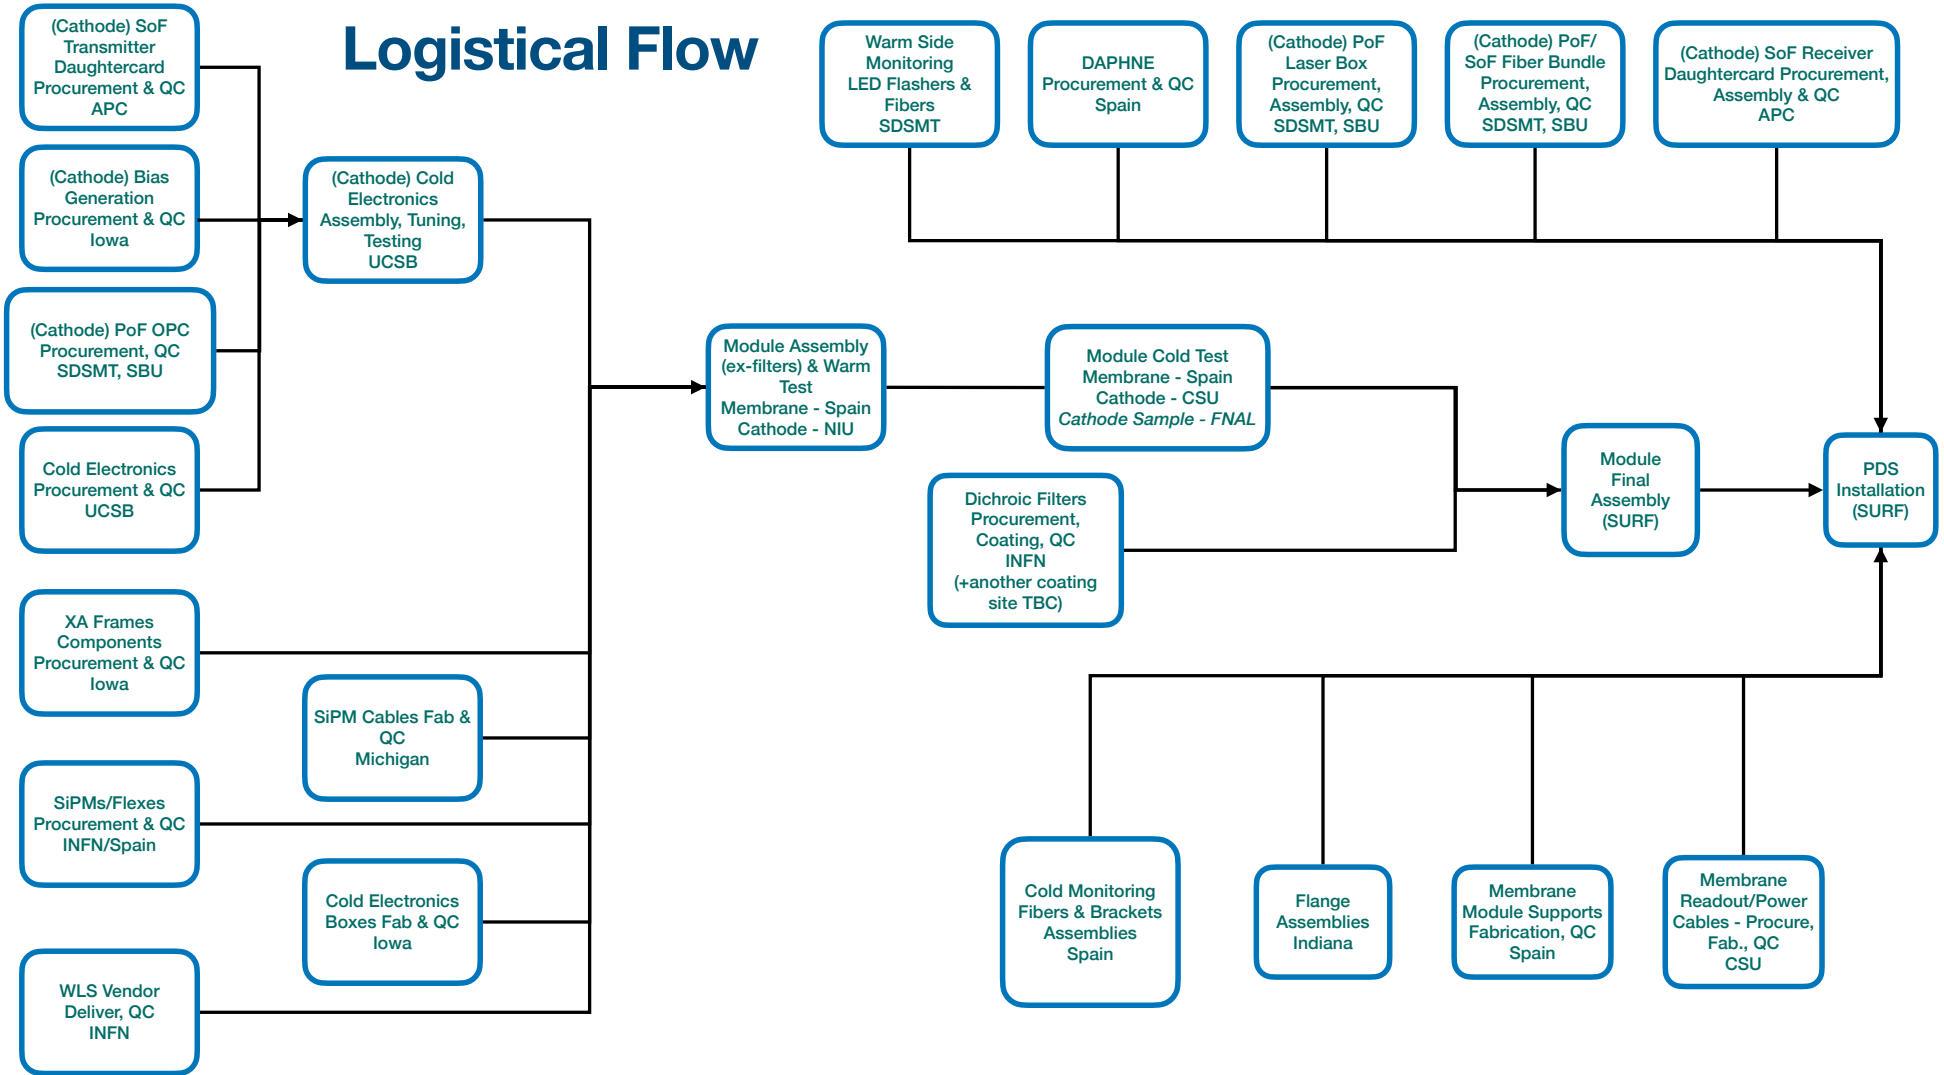 Logistical Flow
(Cathode) SoF
Transmitter
Daughtercard
Procurement & QC
APC
(Cathode) Bias
Generation
Procurement & QC
Iowa
(Cathode) PoF OPC
Procurement, QC
SDSMT, SBU
Cold Electronics
Procurement & QC
UCSB
XA Frames
Components
Procurement & QC
Iowa
SiPMs/Flexes
Procurement & QC
INFN/Spain
WLS Vendor
Deliver, QC
INFN
(Cathode) Cold
Electronics
Assembly, Tuning,
Testing
UCSB
SiPM Cables Fab &
QC
Michigan
Cold Electronics
Boxes Fab & QC
Iowa
Module Assembly
(ex-filters) & Warm
Test
Membrane - Spain
Cathode - NIU
Warm Side
Monitoring
LED Flashers &
Fibers
SDSMT
DAPHNE
Procurement & QC
Spain
(Cathode) PoF
Laser Box
Procurement,
Assembly, QC
SDSMT, SBU
(Cathode) PoF/
SoF Fiber Bundle
Procurement,
Assembly, QC
SDSMT, SBU
(Cathode) SoF Receiver
Daughtercard Procurement,
Assembly & QC
APC
Module Cold Test
Membrane - Spain
Cathode - CSU
Cathode Sample - FNAL
Dichroic Filters
Procurement,
Coating, QC
INFN
(+another coating
site TBC)
Module
Final
Assembly
(SURF)
PDS
Installation
(SURF)
Cold Monitoring
Fibers & Brackets
Assemblies
Spain
Flange
Assemblies
Indiana
Membrane
Module Supports
Fabrication, QC
Spain
Membrane
Readout/Power
Cables - Procure,
Fab., QC
CSU